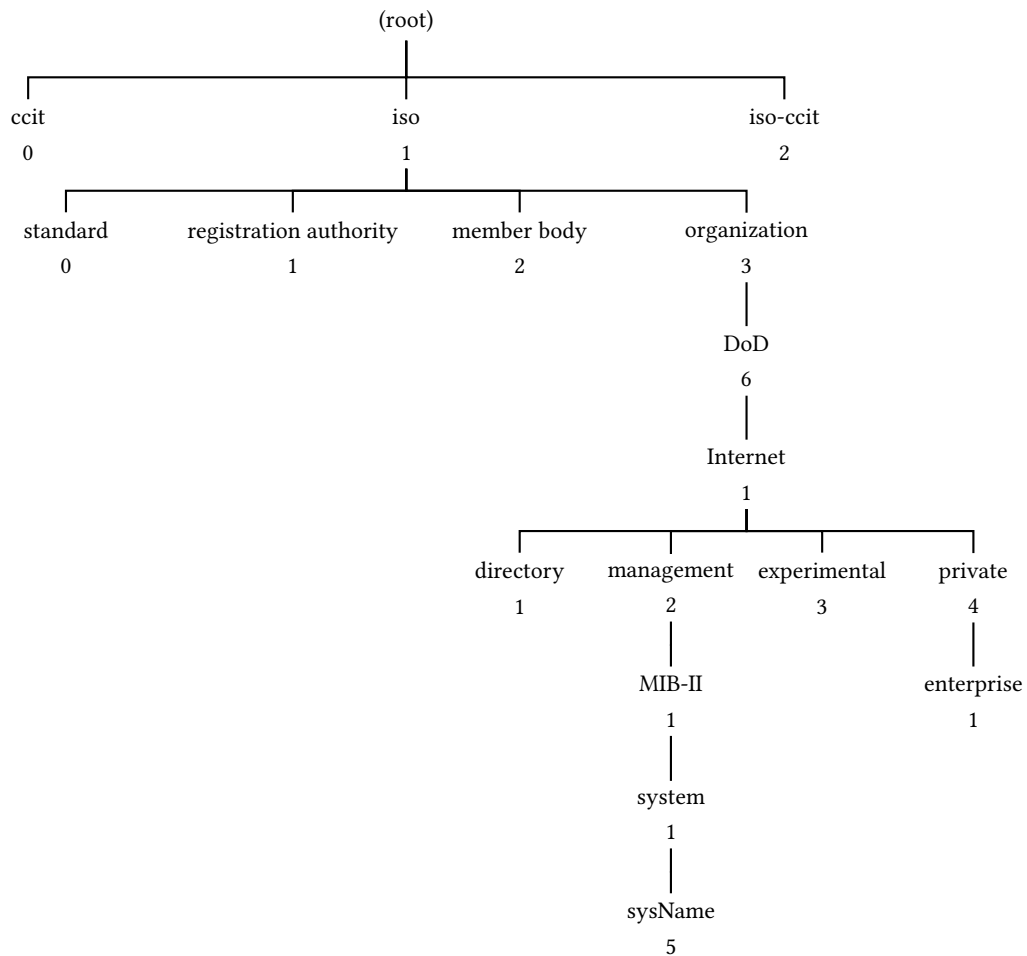 (root)
ccit iso iso-ccit
0 1 2
standard registration authority member body organization
0 1 2 3
DoD
6
Internet
1
directory management experimental private
1 2 3 4
MIB-II enterprise
1 1
system
1
sysName
5